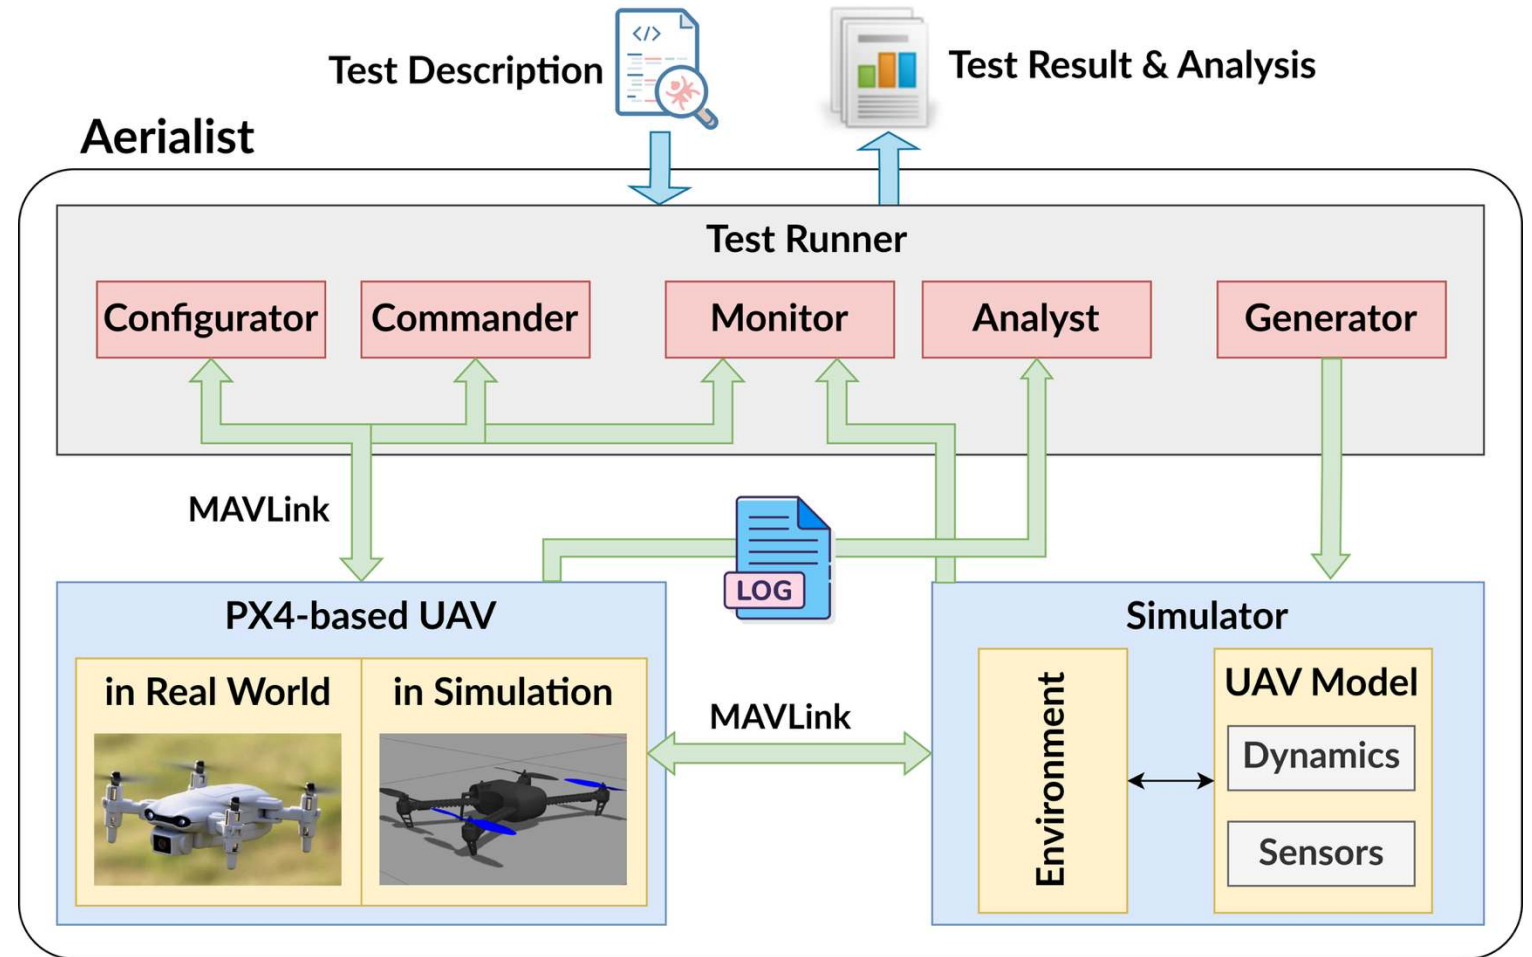 Test Description
</>
Test Result & Analysis
Aerialist
Test Runner
Configurator
Commander
Monitor
Analyst
Generator
MAVLink
LOG
PX4-based UAV
in Real World
in Simulation
MAVLink
Simulator
Environment
UAV Model
Dynamics
Sensors